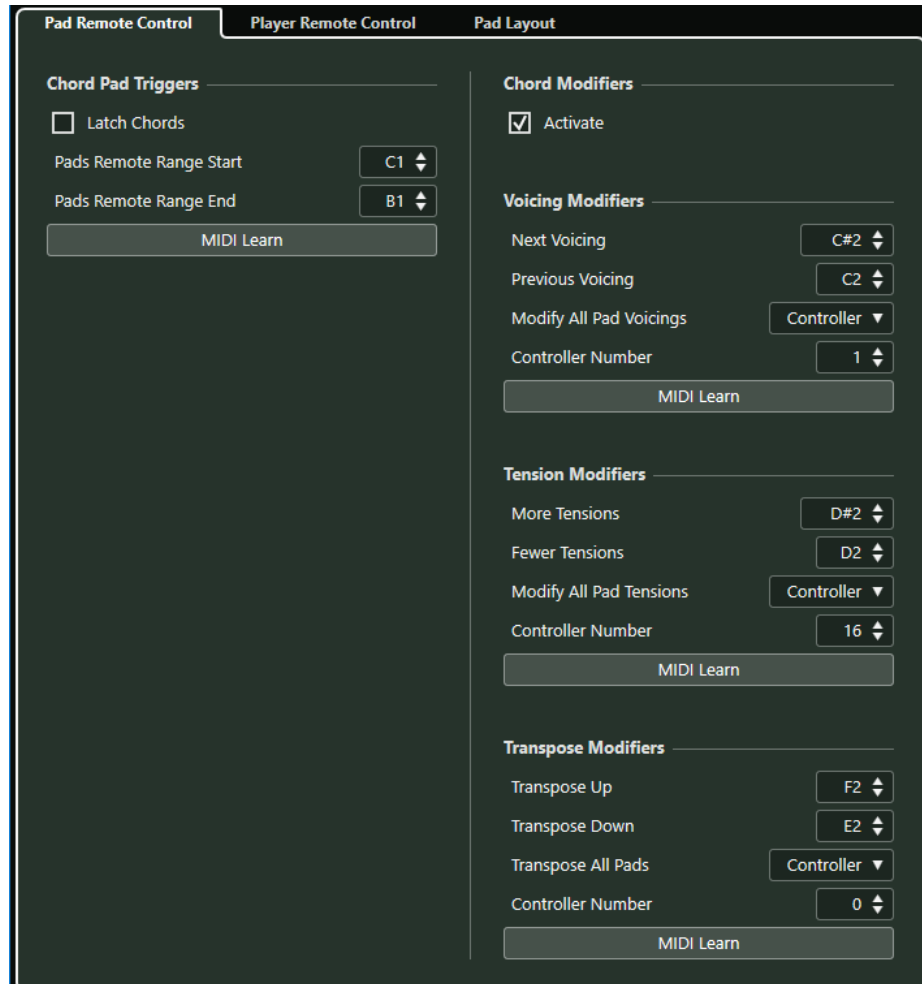 Pad Remote Control
Player Remote Control
Pad Layout
Chord Pad Triggers
Latch Chords
Pads Remote Range Start
C1
Pads Remote Range End
B1
MIDI Learn
Chord Modifiers
Activate
Voicing Modifiers
Next Voicing
C#2
Previous Voicing
C2
Modify All Pad Voicings
Controller
Controller Number
1
MIDI Learn
Tension Modifiers
More Tensions
D#2
Fewer Tensions
D2
Modify All Pad Tensions
Controller
Controller Number
16
MIDI Learn
Transpose Modifiers
Transpose Up
F2
Transpose Down
E2
Transpose All Pads
Controller
Controller Number
0
MIDI Learn